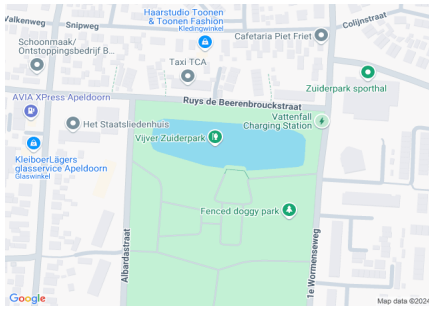 Valkenweg
Snipweg
Haarstudio Toonen
& Toonen Fashion
Kledingwinkel
Colijnstraat
Cafetaria Piet Friet
Schoonmaak/
Ontstoppingsbedrijf B...
Taxi TCA
Zuiderpark sporthal
AVIA XPress Apeldoorn
Ruys de Beerenbrouckstraat
Vattenfall
Charging Station
Het Staatsliedenhuis
Vijver Zuiderpark
KleiboerLägers
glasservice Apeldoorn
Glaswinkel
Fenced doggy park
Albardastraat
1e Wormenseweg
Google
Map data ©2024